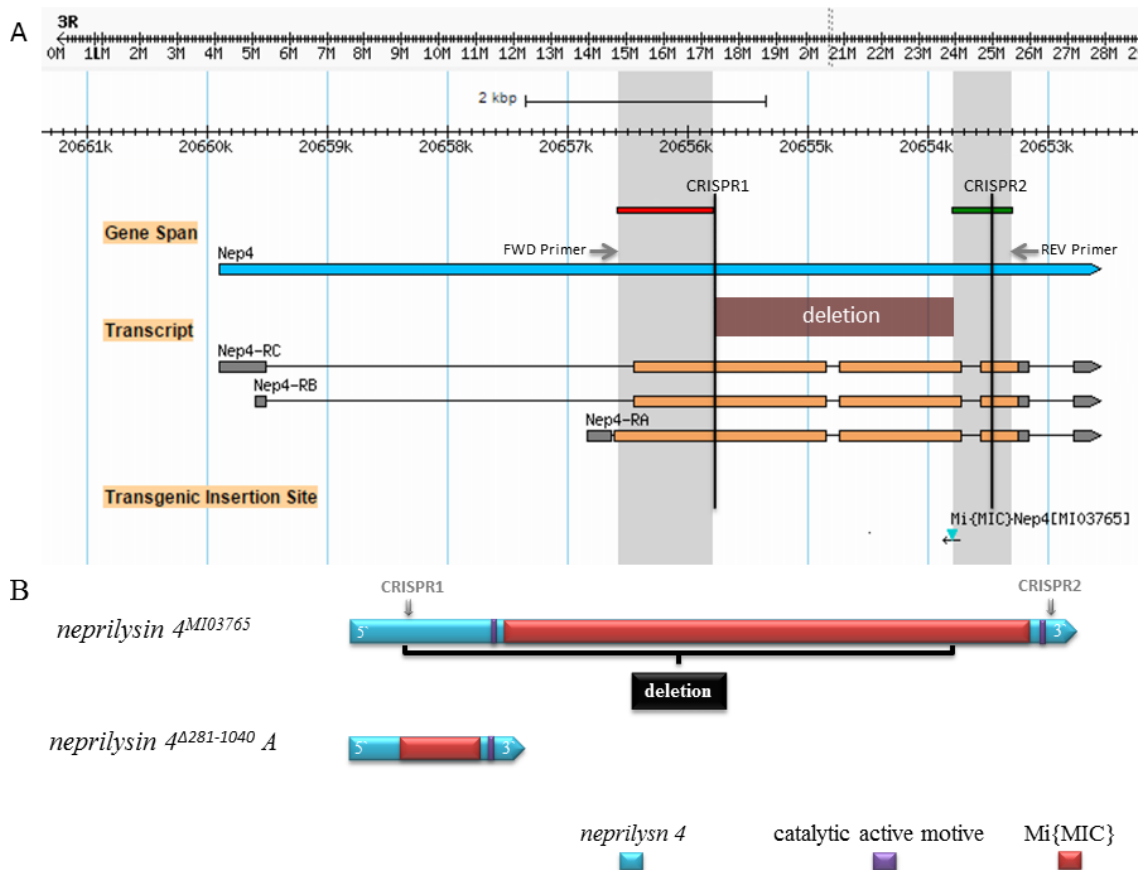 A
3R
0M 1M 2M 3M 4M 5M 6M 7M 8M 9M 10M 11M 12M 13M 14M 15M 16M 17M 18M 19M 20M 21M 22M 23M 24M 25M 26M 27M 28M
2 kbp
20661k 20660k 20659k 20658k 20657k 20656k 20655k 20654k 20653k
CRISPR1 CRISPR2
Gene Span
FWD Primer REV Primer
Nep4
deletion
Transcript
Nep4-RC
Nep4-RB
Nep4-RA
Transgenic Insertion Site
Mi{MIC}Nep4[MI03765]
B
CRISPR1 CRISPR2
neprilysin 4MI03765 5` 3`
deletion
neprilysin 4Δ281-1040 A 5` 3`
neprilysn 4 catalytic active motive Mi{MIC}